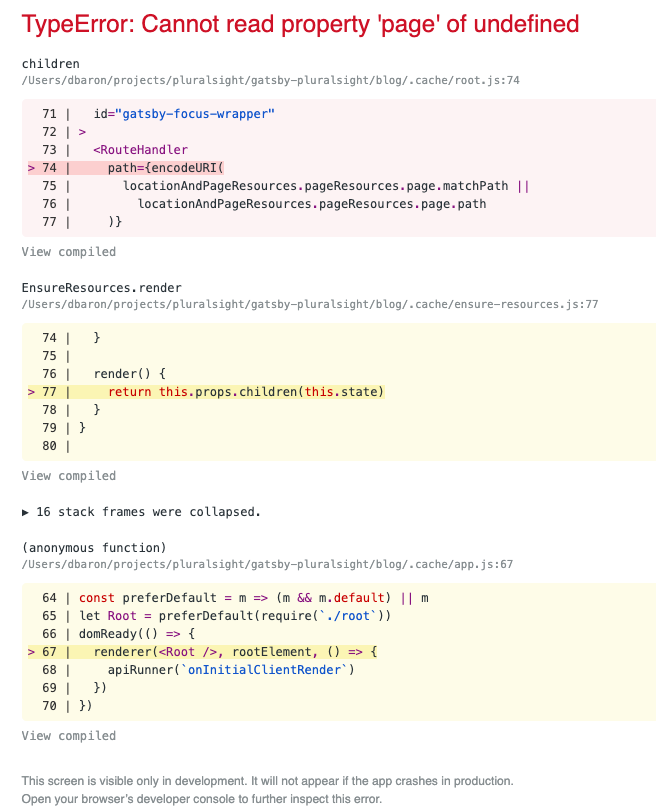 TypeError: Cannot read property 'page' of undefined
children
/Users/dbaron/projects/pluralsight/gatsby-pluralsight/blog/.cache/root.js:74
71 |   id="gatsby-focus-wrapper"
72 | >
73 |   <RouteHandler
> 74 |     path={encodeURI(
75 |       locationAndPageResources.pageResources.page.matchPath ||
76 |         locationAndPageResources.pageResources.page.path
77 |     )}
View compiled
EnsureResources.render
/Users/dbaron/projects/pluralsight/gatsby-pluralsight/blog/.cache/ensure-resources.js:77
74 |   }
75 |
76 |   render() {
> 77 |     return this.props.children(this.state)
78 |   }
79 | }
80 |
View compiled
▶ 16 stack frames were collapsed.
(anonymous function)
/Users/dbaron/projects/pluralsight/gatsby-pluralsight/blog/.cache/app.js:67
64 | const preferDefault = m => (m && m.default) || m
65 | let Root = preferDefault(require(`./root`))
66 | domReady(() => {
> 67 |   renderer(<Root />, rootElement, () => {
68 |     apiRunner(`onInitialClientRender`)
69 |   })
70 | })
View compiled
This screen is visible only in development. It will not appear if the app crashes in production.
Open your browser’s developer console to further inspect this error.